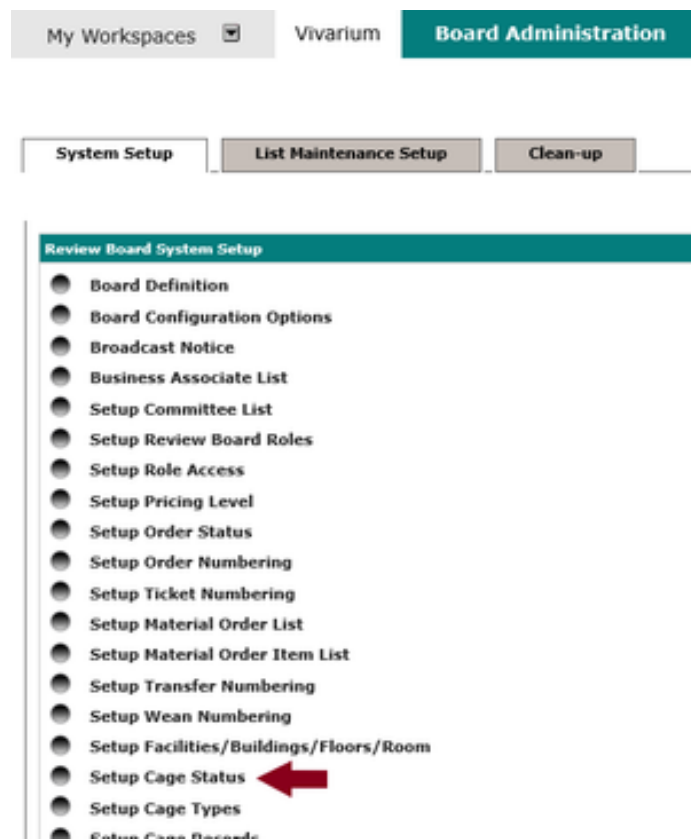 My Workspaces Vivarium Board Administration
System Setup List Maintenance Setup Clean-up
Review Board System Setup
Board Definition
Board Configuration Options
Broadcast Notice
Business Associate List
Setup Committee List
Setup Review Board Roles
Setup Role Access
Setup Pricing Level
Setup Order Status
Setup Order Numbering
Setup Ticket Numbering
Setup Material Order List
Setup Material Order Item List
Setup Transfer Numbering
Setup Wean Numbering
Setup Facilities/Buildings/Floors/Room
Setup Cage Status
Setup Cage Types
Setup Cage Records